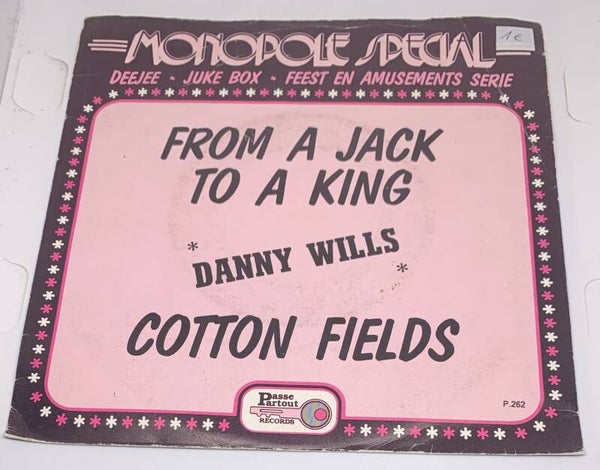 1€
MONOPOLE SPECIAL
DEEJEE - JUKE BOX - FEEST EN AMUSEMENTS SERIE
FROM A JACK
TO A KING
* DANNY WILLS *
COTTON FIELDS
Passe
Partout
RECORDS
P.262